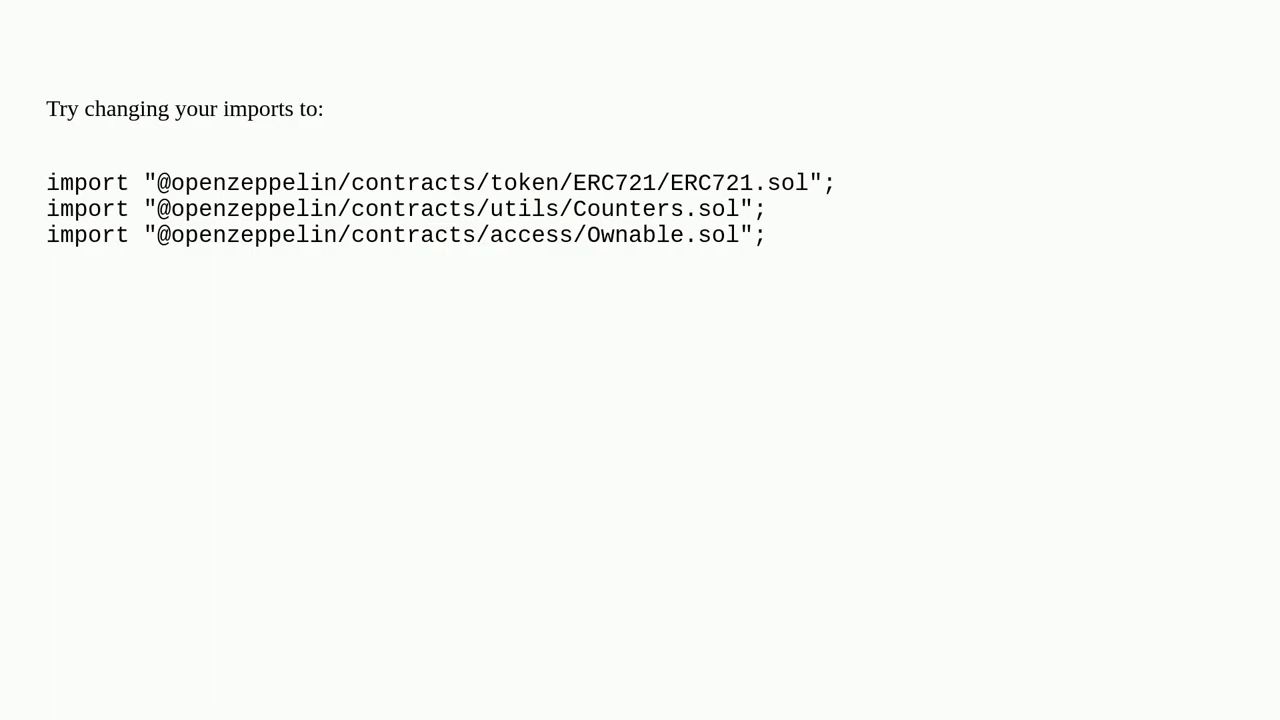 Try changing your imports to:
import "@openzeppelin/contracts/token/ERC721/ERC721.sol";
import "@openzeppelin/contracts/utils/Counters.sol";
import "@openzeppelin/contracts/access/Ownable.sol";